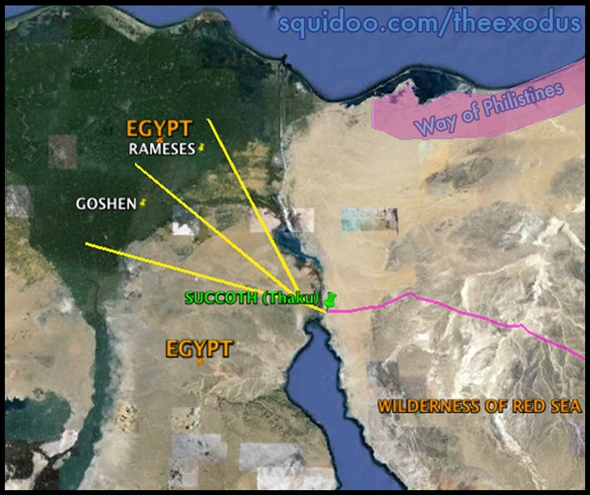 squidoo.com/theexodus
Way of Philistines
EGYPT
RAMESES
GOSHEN
SUCCOTH (Thaku)
EGYPT
WILDERNESS OF RED SEA